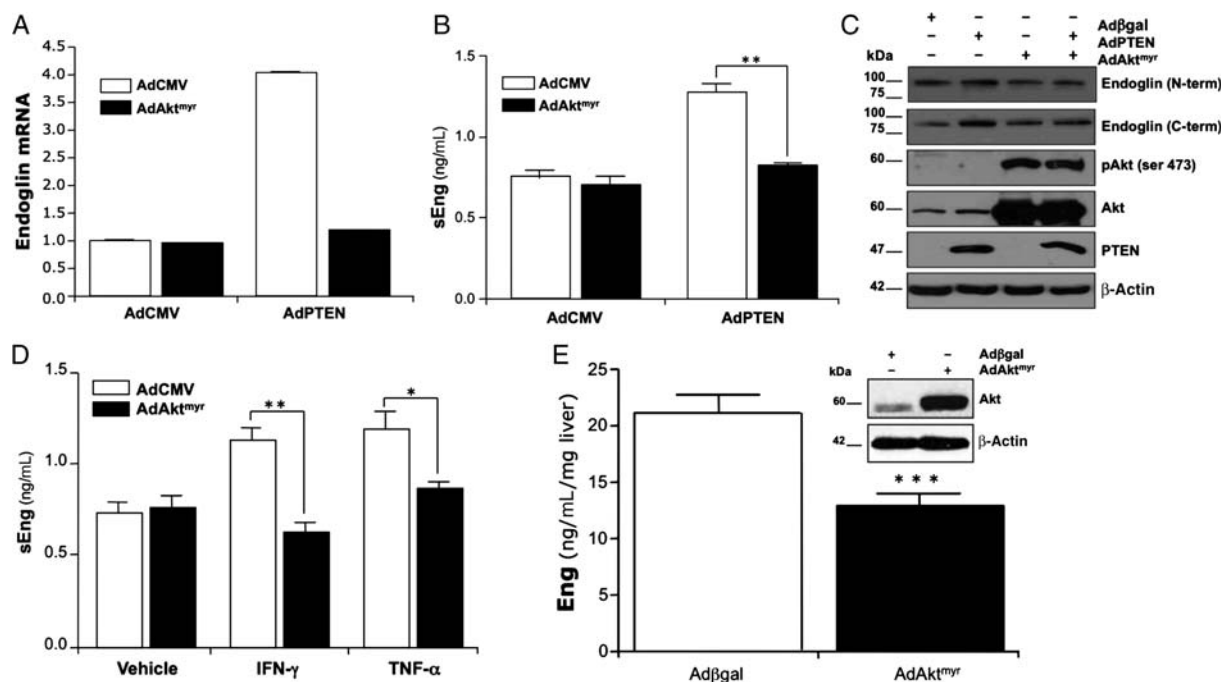 A
Endoglin mRNA
4.5
4.0
3.5
3.0
2.5
2.0
1.5
1.0
0.5
0.0
AdCMV
AdAktmyr
AdCMV
AdPTEN
B
sEng (ng/mL)
1.5
1.0
0.5
0.0
AdCMV
AdAktmyr
**
AdCMV
AdPTEN
C
+ − − − Adβgal
− + − + AdPTEN
kDa − − + + AdAktmyr
100
75
Endoglin (N-term)
100
75
Endoglin (C-term)
60
pAkt (ser 473)
60
Akt
47
PTEN
42
β-Actin
D
sEng (ng/mL)
1.5
1.0
0.5
0.0
AdCMV
AdAktmyr
**
*
Vehicle
IFN-γ
TNF-α
E
Eng (ng/mL/mg liver)
25
20
15
10
5
0
+ − Adβgal
kDa − + AdAktmyr
60
Akt
42
β-Actin
***
Adβgal
AdAktmyr